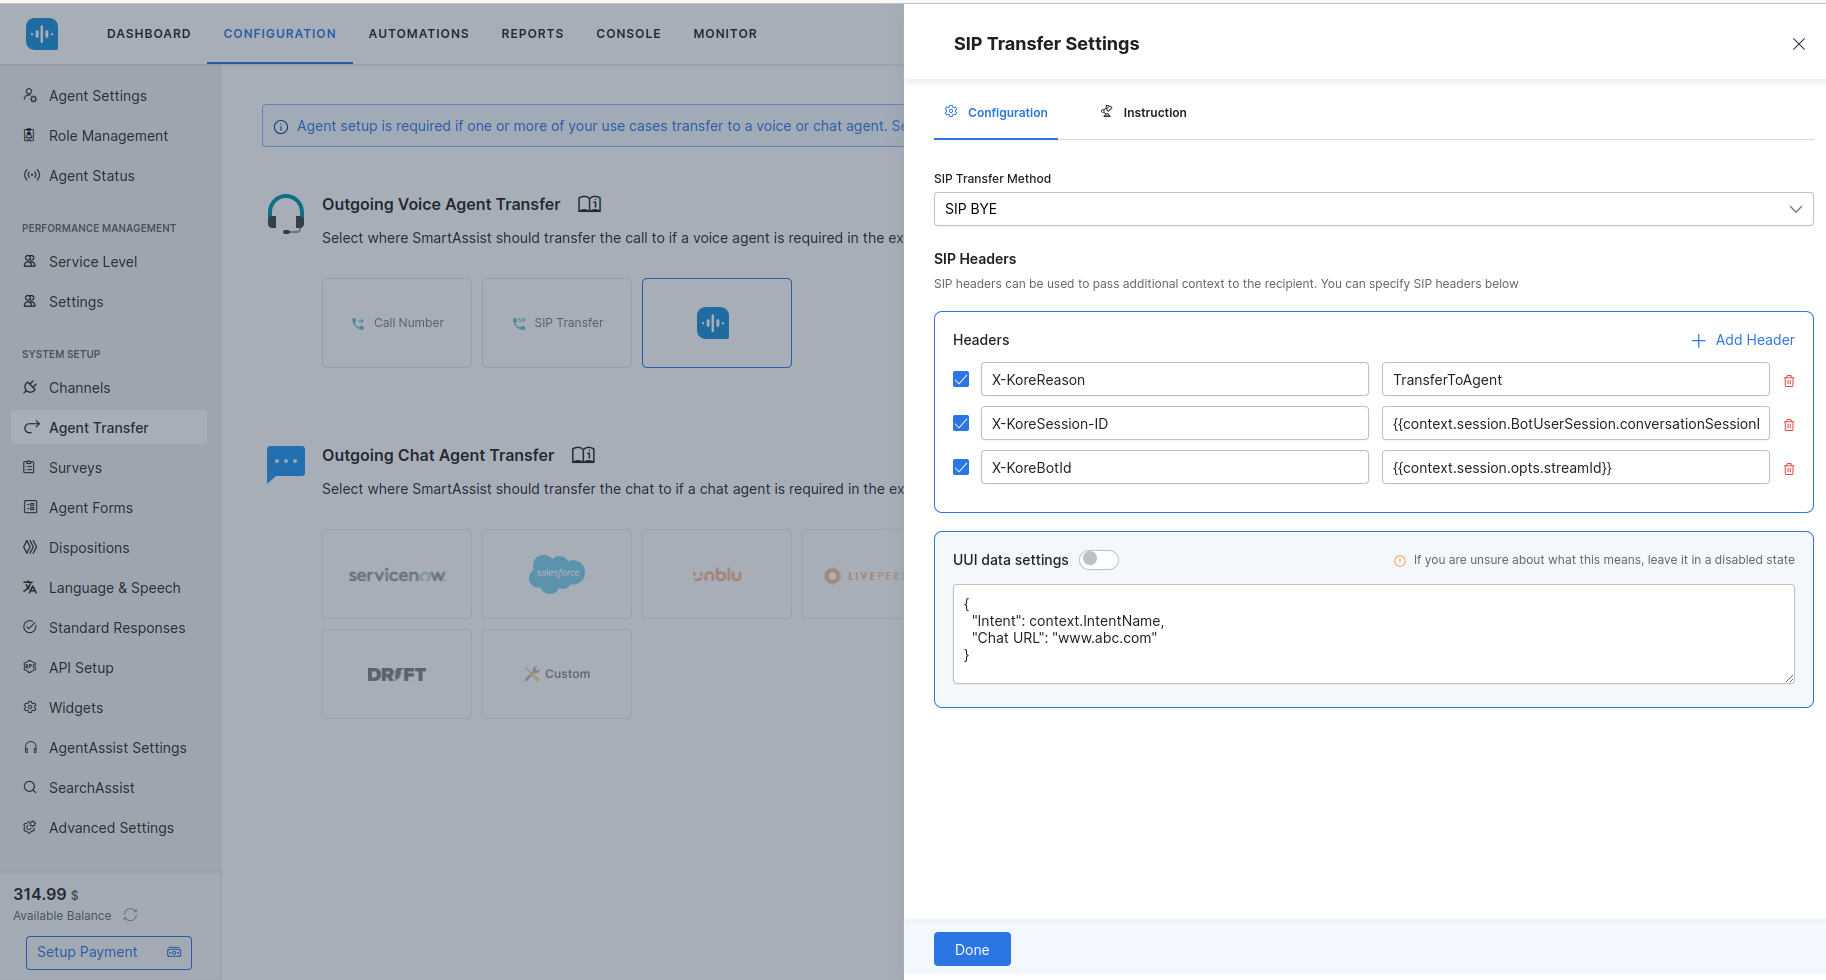 DASHBOARD
CONFIGURATION
AUTOMATIONS
REPORTS
CONSOLE
MONITOR
Agent Settings
Role Management
Agent Status
PERFORMANCE MANAGEMENT
Service Level
Settings
SYSTEM SETUP
Channels
Agent Transfer
Surveys
Agent Forms
Dispositions
Language & Speech
Standard Responses
API Setup
Widgets
AgentAssist Settings
SearchAssist
Advanced Settings
314.99 $
Available Balance
Setup Payment
Agent setup is required if one or more of your use cases transfer to a voice or chat agent. Se
Outgoing Voice Agent Transfer
Select where SmartAssist should transfer the call to if a voice agent is required in the ex
Call Number
SIP Transfer
Outgoing Chat Agent Transfer
Select where SmartAssist should transfer the chat to if a chat agent is required in the ex
servicenow
salesforce
unblu
LIVEPERS
DRIFT
Custom
SIP Transfer Settings
Configuration
Instruction
SIP Transfer Method
SIP BYE
SIP Headers
SIP headers can be used to pass additional context to the recipient. You can specify SIP headers below
Headers
Add Header
X-KoreReason
TransferToAgent
X-KoreSession-ID
{{context.session.BotUserSession.conversationSessionI
X-KoreBotId
{{context.session.opts.streamId}}
UUI data settings
If you are unsure about what this means, leave it in a disabled state
{
"Intent": context.IntentName,
"Chat URL": "www.abc.com"
}
Done